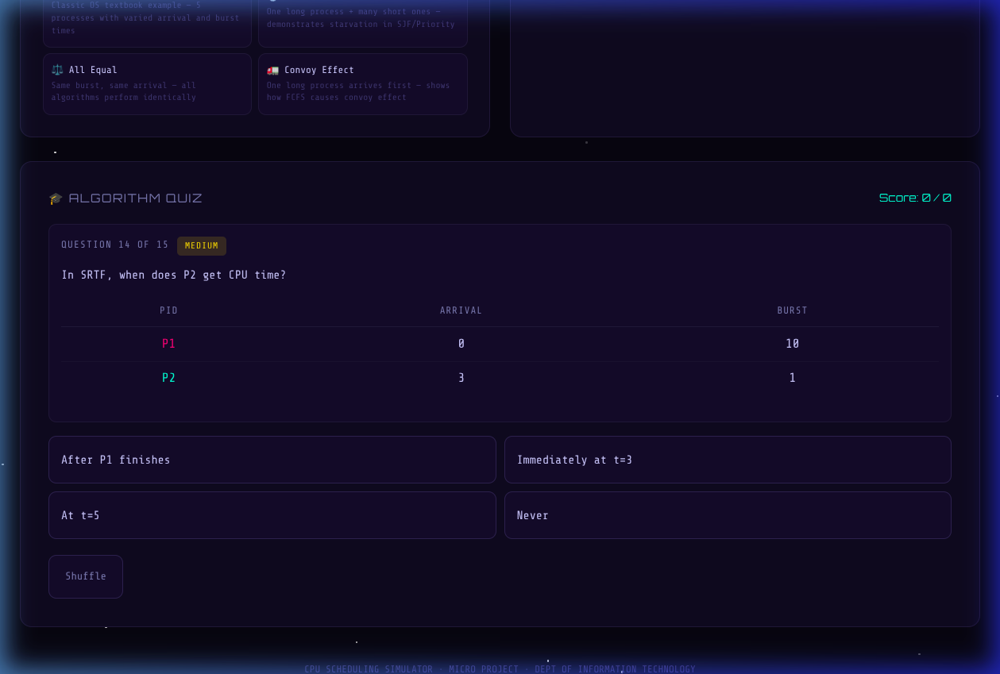 Classic OS textbook example — 5
processes with varied arrival and burst
times
One long process + many short ones —
demonstrates starvation in SJF/Priority
⚖️ All Equal
Same burst, same arrival — all
algorithms perform identically
🚛 Convoy Effect
One long process arrives first — shows
how FCFS causes convoy effect
🎓 ALGORITHM QUIZ
Score: 0 / 0
QUESTION 14 OF 15 MEDIUM
In SRTF, when does P2 get CPU time?
PID ARRIVAL BURST
P1 0 10
P2 3 1
After P1 finishes
Immediately at t=3
At t=5
Never
Shuffle
CPU SCHEDULING SIMULATOR · MICRO PROJECT · DEPT OF INFORMATION TECHNOLOGY